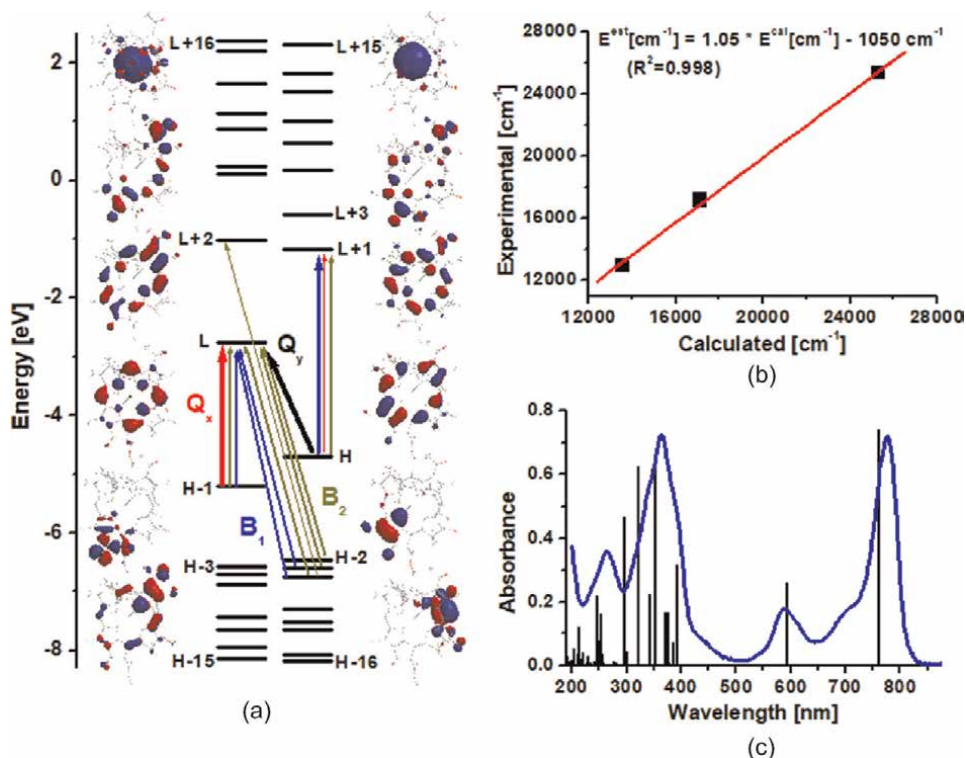 L+16
L+15
L+3
L+2
L+1
L
Qy
Qx
H
H-1
B2
B1
H-2
H-3
H-15
H-16
2
0
-2
-4
-6
-8
Energy [eV]
(a)
28000
24000
20000
16000
12000
Eest[cm-1] = 1.05 * Ecal[cm-1] - 1050 cm-1
(R2=0.998)
Experimental [cm-1]
12000 16000 20000 24000 28000
Calculated [cm-1]
(b)
0.8
0.6
0.4
0.2
0.0
Absorbance
200 300 400 500 600 700 800
Wavelength [nm]
(c)